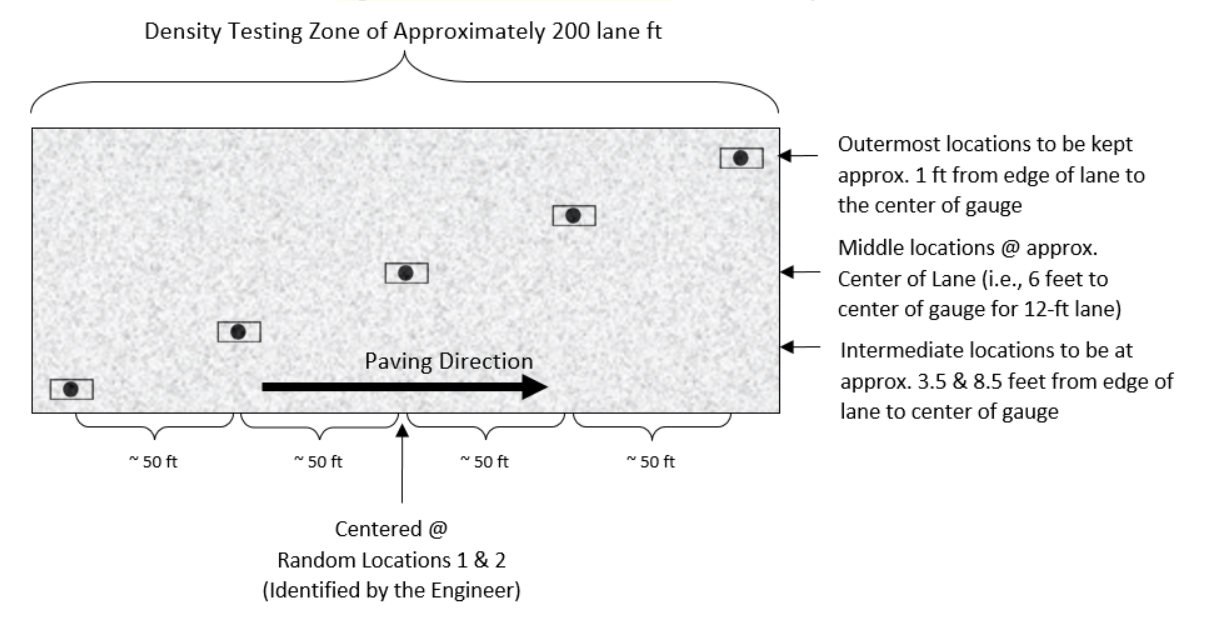 Density Testing Zone of Approximately 200 lane ft
Outermost locations to be kept
approx. 1 ft from edge of lane to
the center of gauge
Middle locations @ approx.
Center of Lane (i.e., 6 feet to
center of gauge for 12-ft lane)
Intermediate locations to be at
approx. 3.5 & 8.5 feet from edge of
lane to center of gauge
Paving Direction
~ 50 ft
~ 50 ft
~ 50 ft
~ 50 ft
Centered @
Random Locations 1 & 2
(Identified by the Engineer)